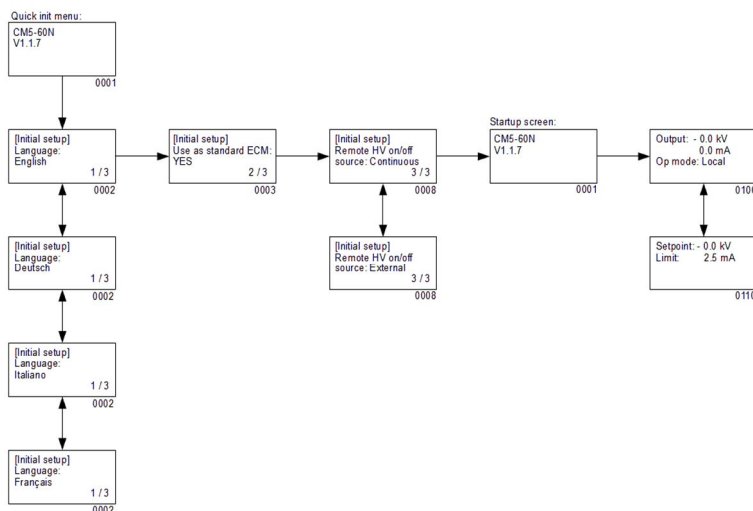 Quick init menu:
CM5-60N
V1.1.7
0001
[Initial setup]
Language:
English
1 / 3
0002
[Initial setup]
Use as standard ECM:
YES
2 / 3
0003
[Initial setup]
Remote HV on/off
source: Continuous
3 / 3
0008
Startup screen:
CM5-60N
V1.1.7
0001
Output: - 0.0 kV
0.0 mA
Op mode: Local
0100
[Initial setup]
Language:
Deutsch
1 / 3
0002
[Initial setup]
Remote HV on/off
source: External
3 / 3
0008
Setpoint: - 0.0 kV
Limit: 2.5 mA
0110
[Initial setup]
Language:
Italiano
1 / 3
0002
[Initial setup]
Language:
Français
1 / 3
0002